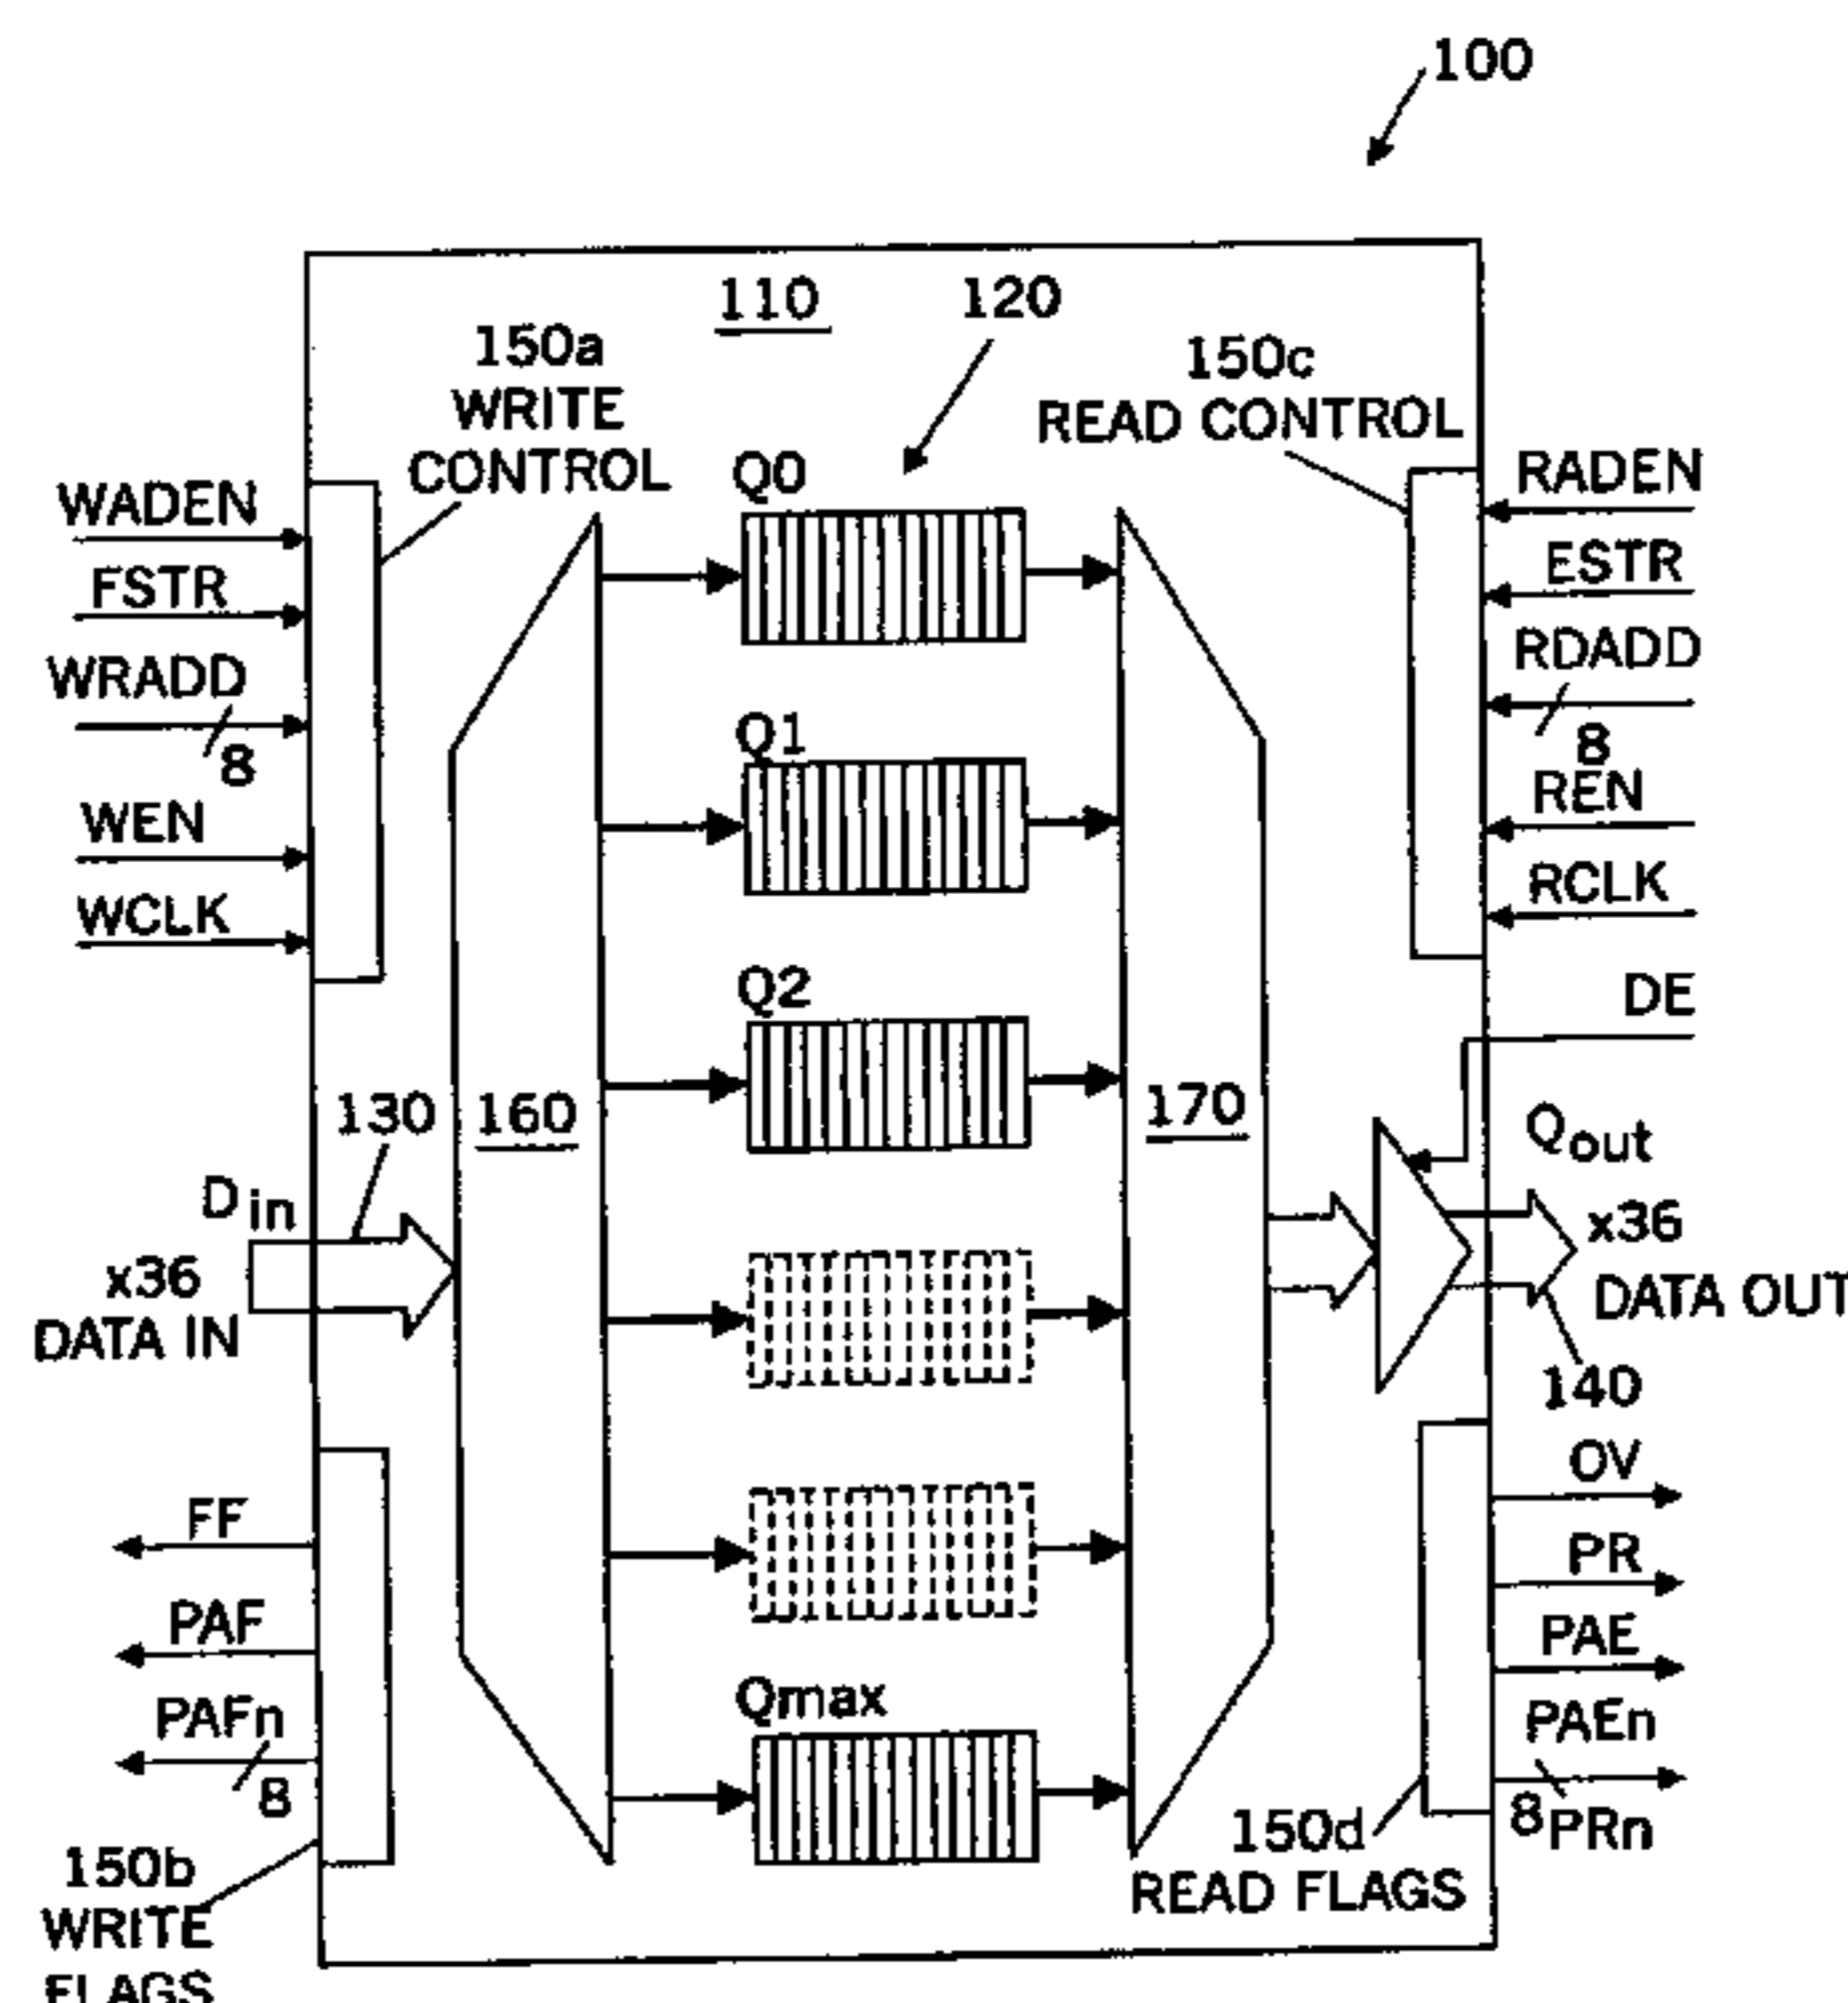 100
110
120
150a
WRITE
CONTROL
150c
READ CONTROL
Q0
WADEN
FSTR
WRADD
8
WEN
WCLK
RADEN
ESTR
RDADD
8
REN
RCLK
DE
Q1
Q2
130
160
170
Din
x36
DATA IN
Qout
x36
DATA OUT
140
FF
PAF
PAFn
8
150b
WRITE
FLAGS
Qmax
OV
PR
PAE
PAEn
8
PRn
150d
READ FLAGS